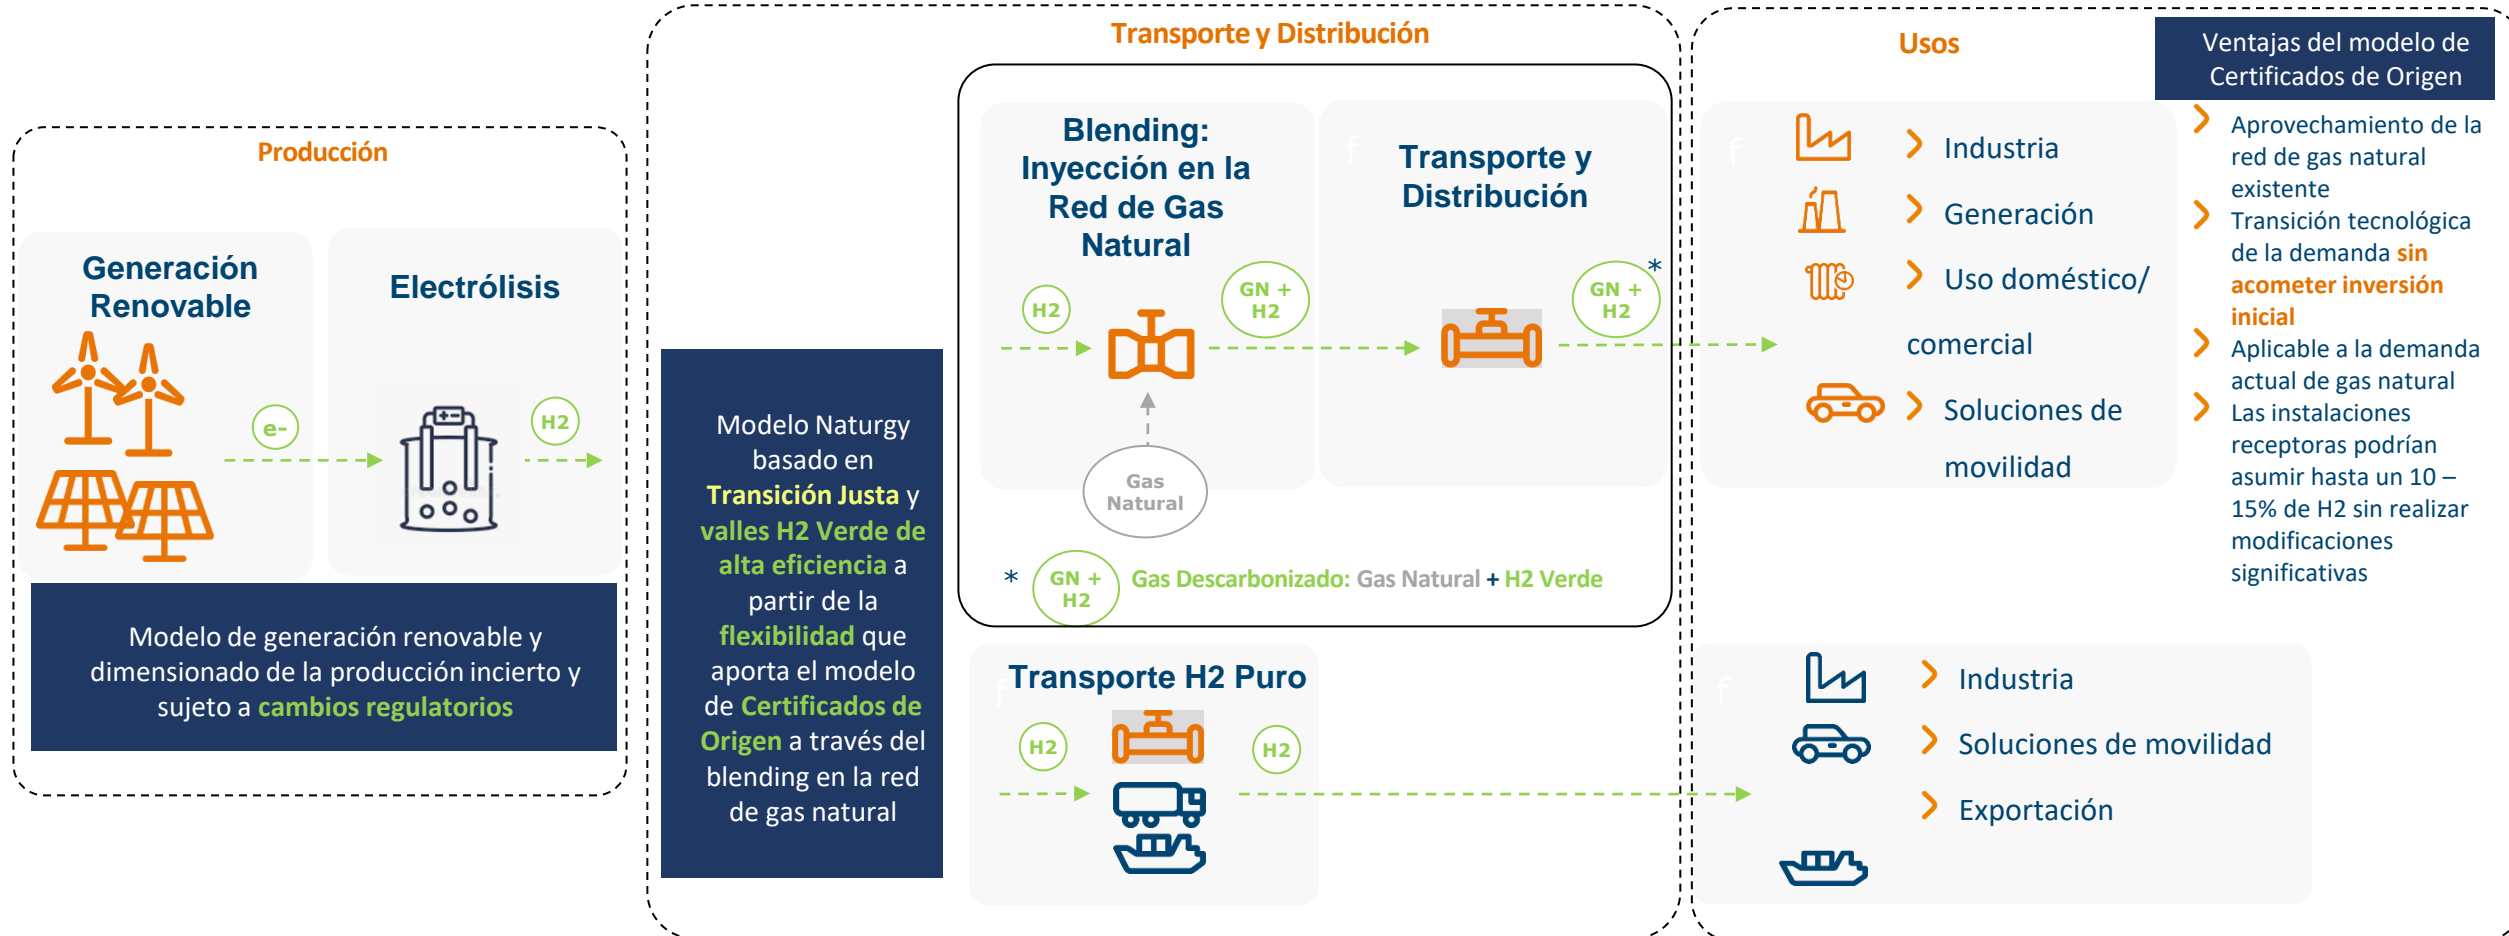 Producción
Generación
Renovable
Electrólisis
e-
H2
Modelo de generación renovable y
dimensionado de la producción incierto y
sujeto a cambios regulatorios
Transporte y Distribución
Modelo Naturgy
basado en
Transición Justa y
valles H2 Verde de
alta eficiencia a
partir de la
flexibilidad que
aporta el modelo
de Certificados de
Origen a través del
blending en la red
de gas natural
Blending:
Inyección en la
Red de Gas
Natural
H2
GN +
H2
Gas
Natural
f
Transporte y
Distribución
GN +
H2
*
* GN +
H2
Gas Descarbonizado: Gas Natural + H2 Verde
f
Transporte H2 Puro
H2
H2
Usos
f
Industria
Generación
Uso doméstico/
comercial
Soluciones de
movilidad
f
Industria
Soluciones de movilidad
Exportación
Ventajas del modelo de
Certificados de Origen
Aprovechamiento de la
red de gas natural
existente
Transición tecnológica
de la demanda sin
acometer inversión
inicial
Aplicable a la demanda
actual de gas natural
Las instalaciones
receptoras podrían
asumir hasta un 10 –
15% de H2 sin realizar
modificaciones
significativas